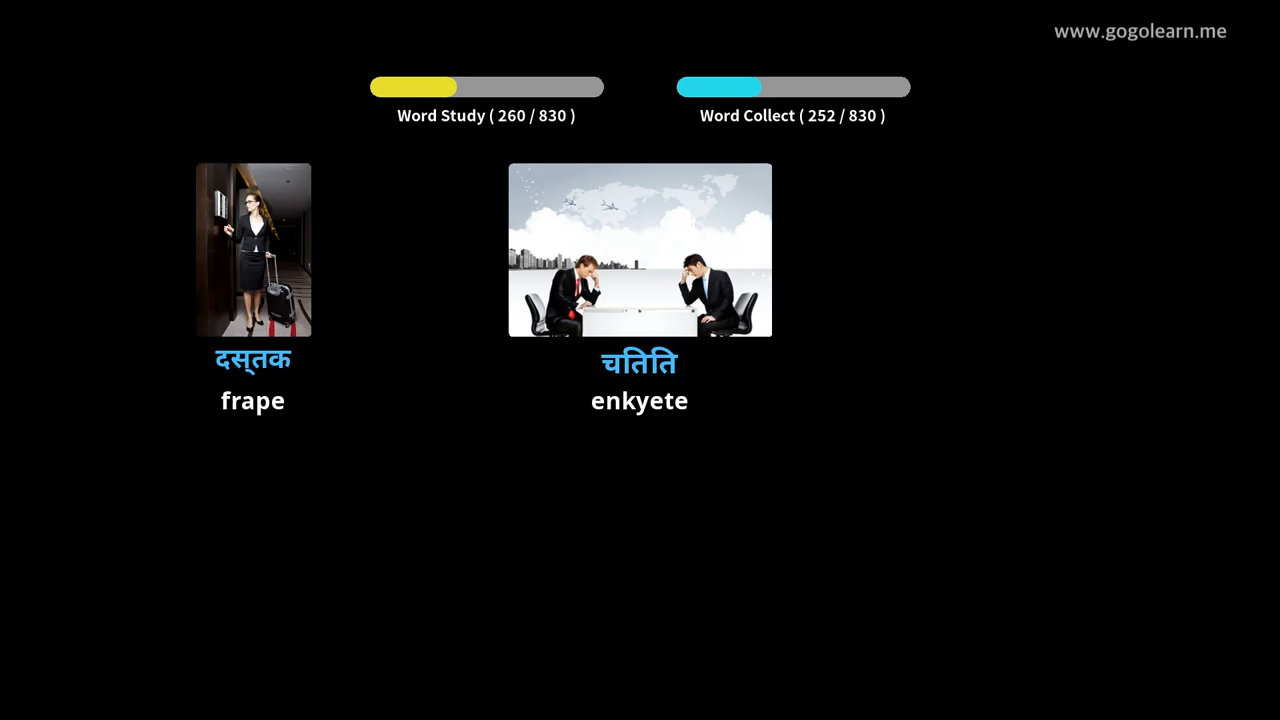 www.gogolearn.me
Word Study ( 260 / 830 )
Word Collect ( 252 / 830 )
दस्‌तक
चतिति
frape
enkyete